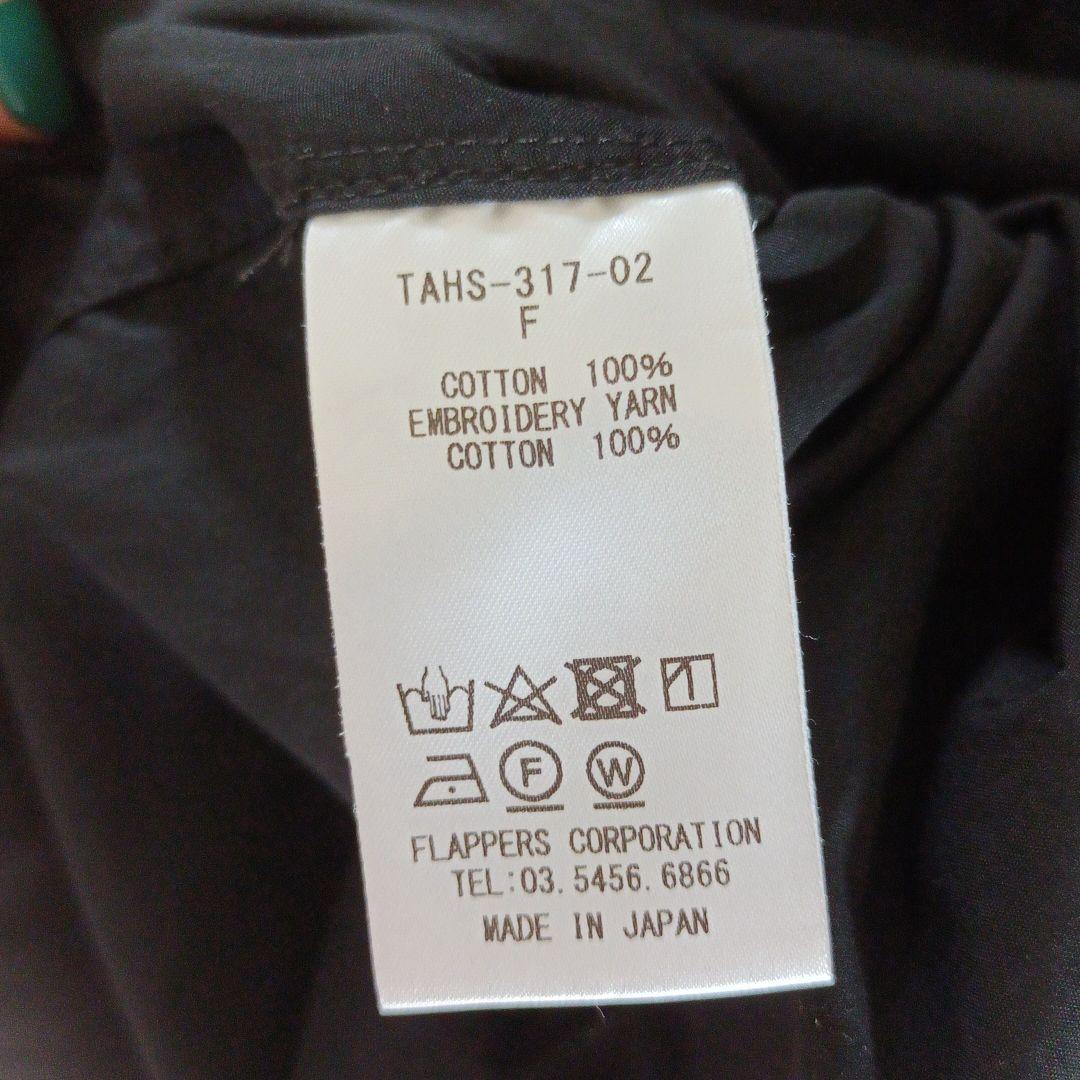 TAHS-317-02
F
COTTON 100%
EMBROIDERY YARN
COTTON 100%
F W
FLAPPERS CORPORATION
TEL:03.5456.6866
MADE IN JAPAN